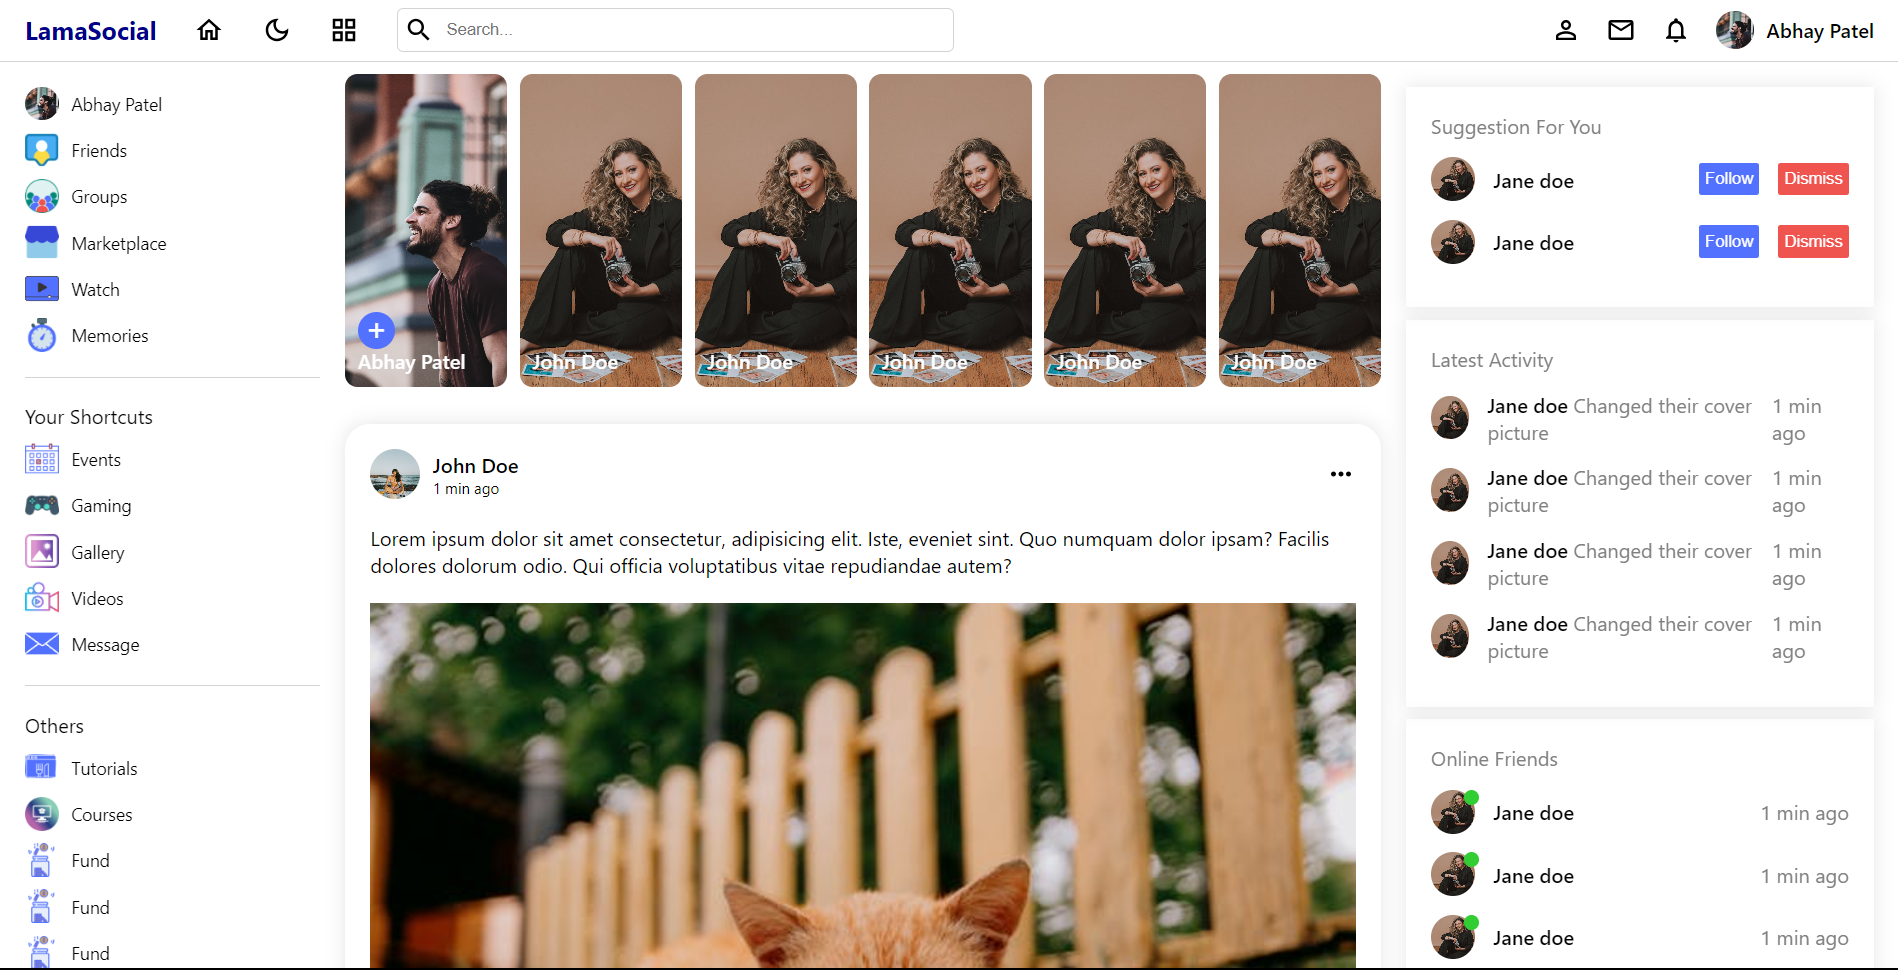 LamaSocial
Search...
Abhay Patel
Abhay Patel
Friends
Groups
Marketplace
Watch
Memories
Your Shortcuts
Events
Gaming
Gallery
Videos
Message
Others
Tutorials
Courses
Fund
Fund
Fund
Abhay Patel
John Doe
John Doe
John Doe
John Doe
John Doe
John Doe
1 min ago
Lorem ipsum dolor sit amet consectetur, adipisicing elit. Iste, eveniet sint. Quo numquam dolor ipsam? Facilis
dolores dolorum odio. Qui officia voluptatibus vitae repudiandae autem?
Suggestion For You
Jane doe Follow Dismiss
Jane doe Follow Dismiss
Latest Activity
Jane doe Changed their cover 1 min
picture ago
Jane doe Changed their cover 1 min
picture ago
Jane doe Changed their cover 1 min
picture ago
Jane doe Changed their cover 1 min
picture ago
Online Friends
Jane doe 1 min ago
Jane doe 1 min ago
Jane doe 1 min ago